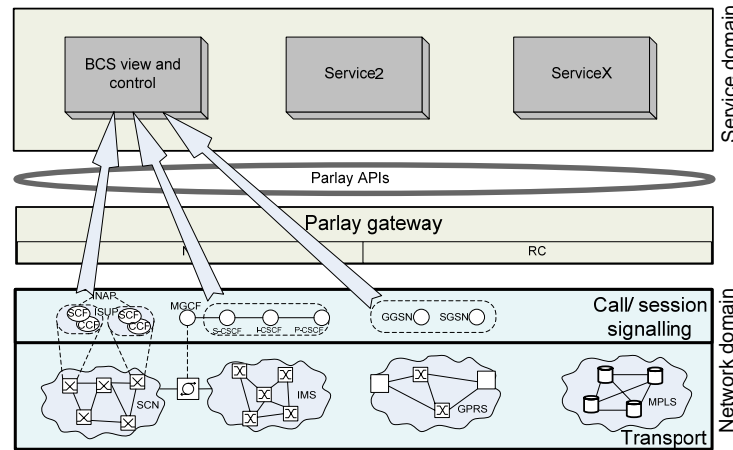 BCS view and
control
Service2
ServiceX
Service domain
Parlay APIs
Parlay gateway
RC
INAP
SCF
CCF
ISUP
SCF
CCF
MGCF
S-CSCF
I-CSCF
P-CSCF
GGSN
SGSN
Call/ session
signalling
Network domain
SCN
IMS
GPRS
MPLS
Transport